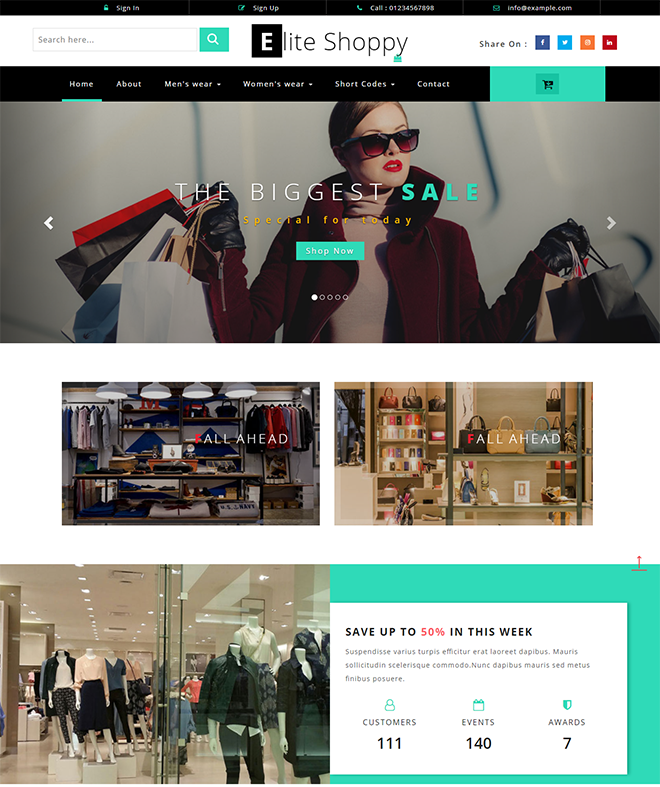 Sign In
Sign Up
Call : 01234567898
info@example.com
Search here...
Elite Shoppy
Share On :
Home
About
Men's wear
Women's wear
Short Codes
Contact
THE BIGGEST SALE
Special for today
Shop Now
FALL AHEAD
FALL AHEAD
U.S. NAVY
SAVE UP TO 50% IN THIS WEEK
Suspendisse varius turpis efficitur erat laoreet dapibus. Mauris
sollicitudin scelerisque commodo.Nunc dapibus mauris sed metus
finibus posuere.
CUSTOMERS
111
EVENTS
140
AWARDS
7